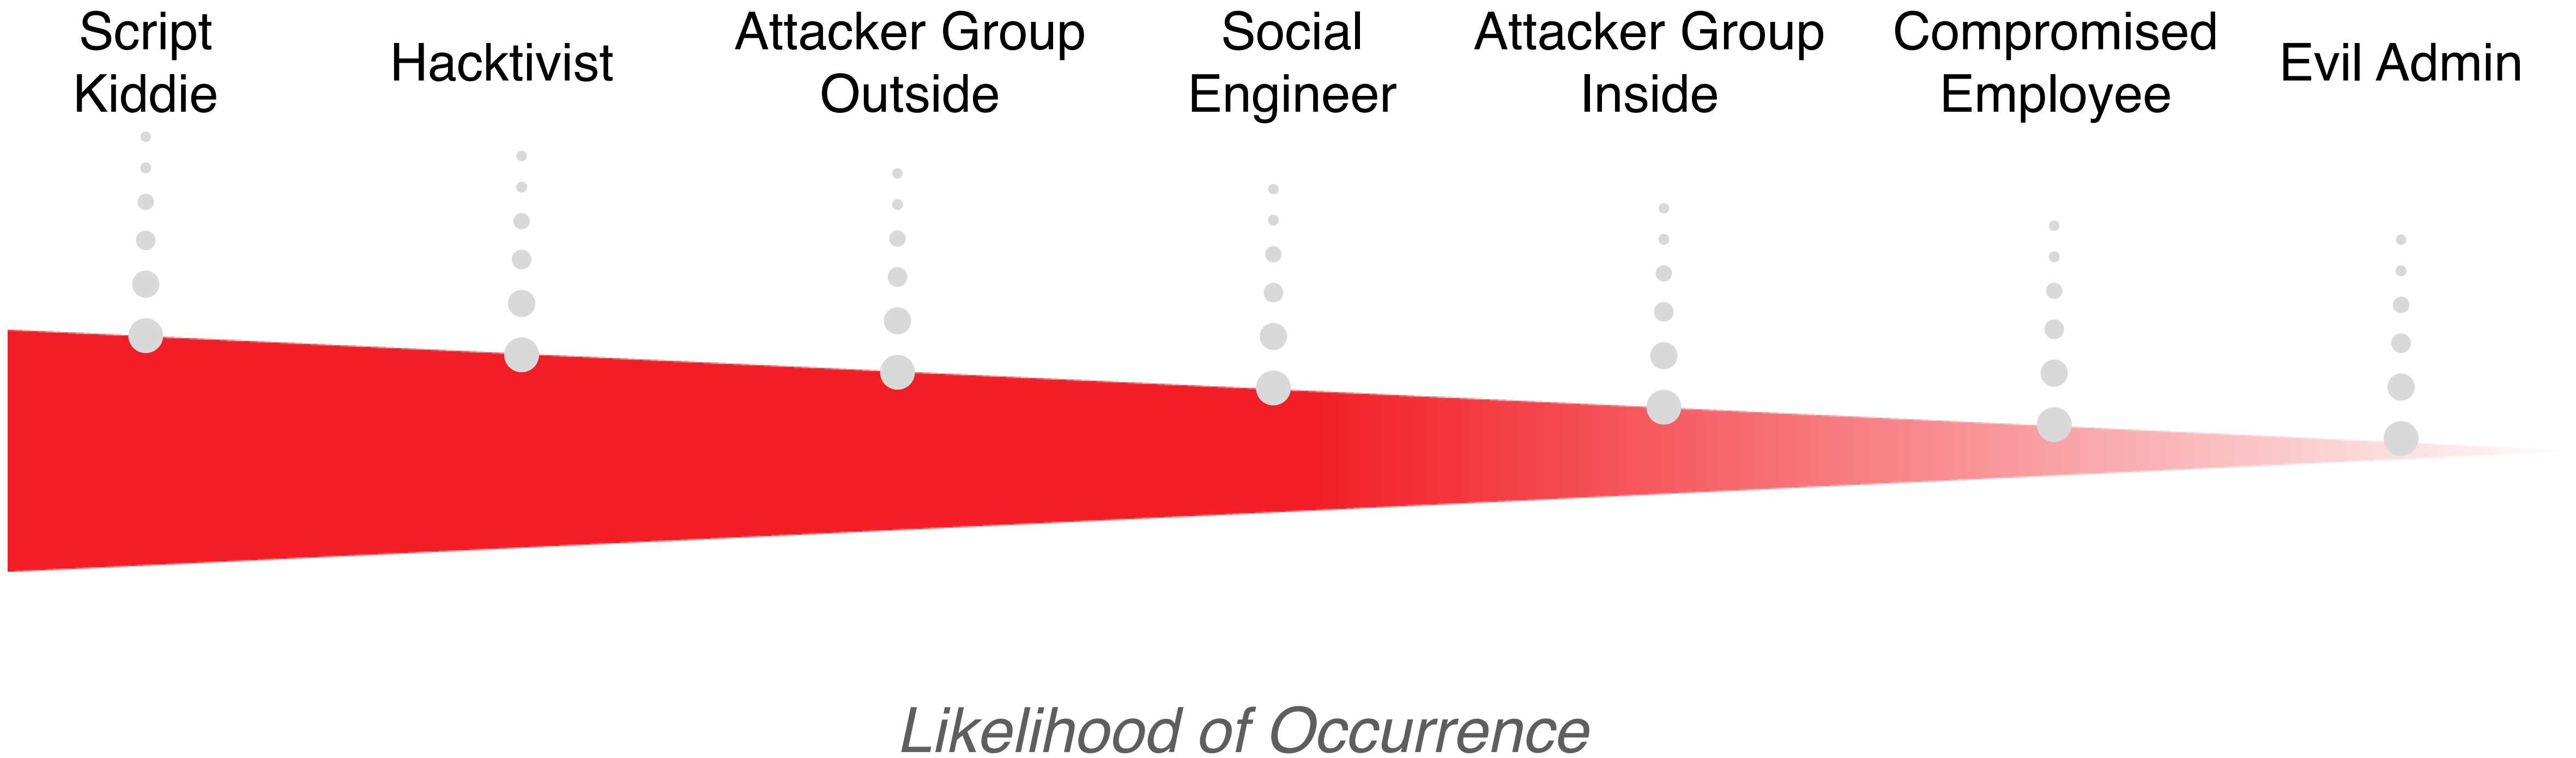 Script
Kiddie
Hacktivist
Attacker Group
Outside
Social
Engineer
Attacker Group
Inside
Compromised
Employee
Evil Admin
Likelihood of Occurrence